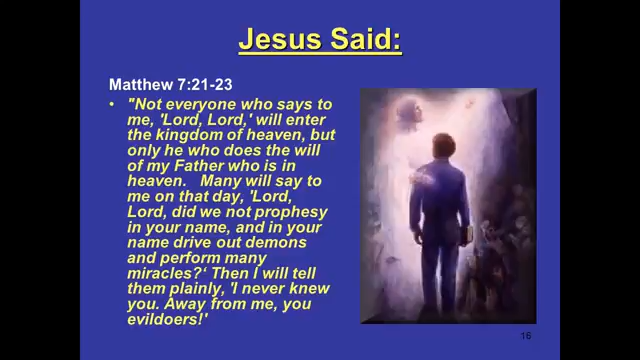 Jesus Said:
Matthew 7:21-23
• "Not everyone who says to
me, 'Lord, Lord,' will enter
the kingdom of heaven, but
only he who does the will
of my Father who is in
heaven. Many will say to
me on that day, 'Lord,
Lord, did we not prophesy
in your name, and in your
name drive out demons
and perform many
miracles?‘ Then I will tell
them plainly, 'I never knew
you. Away from me, you
evildoers!'
16